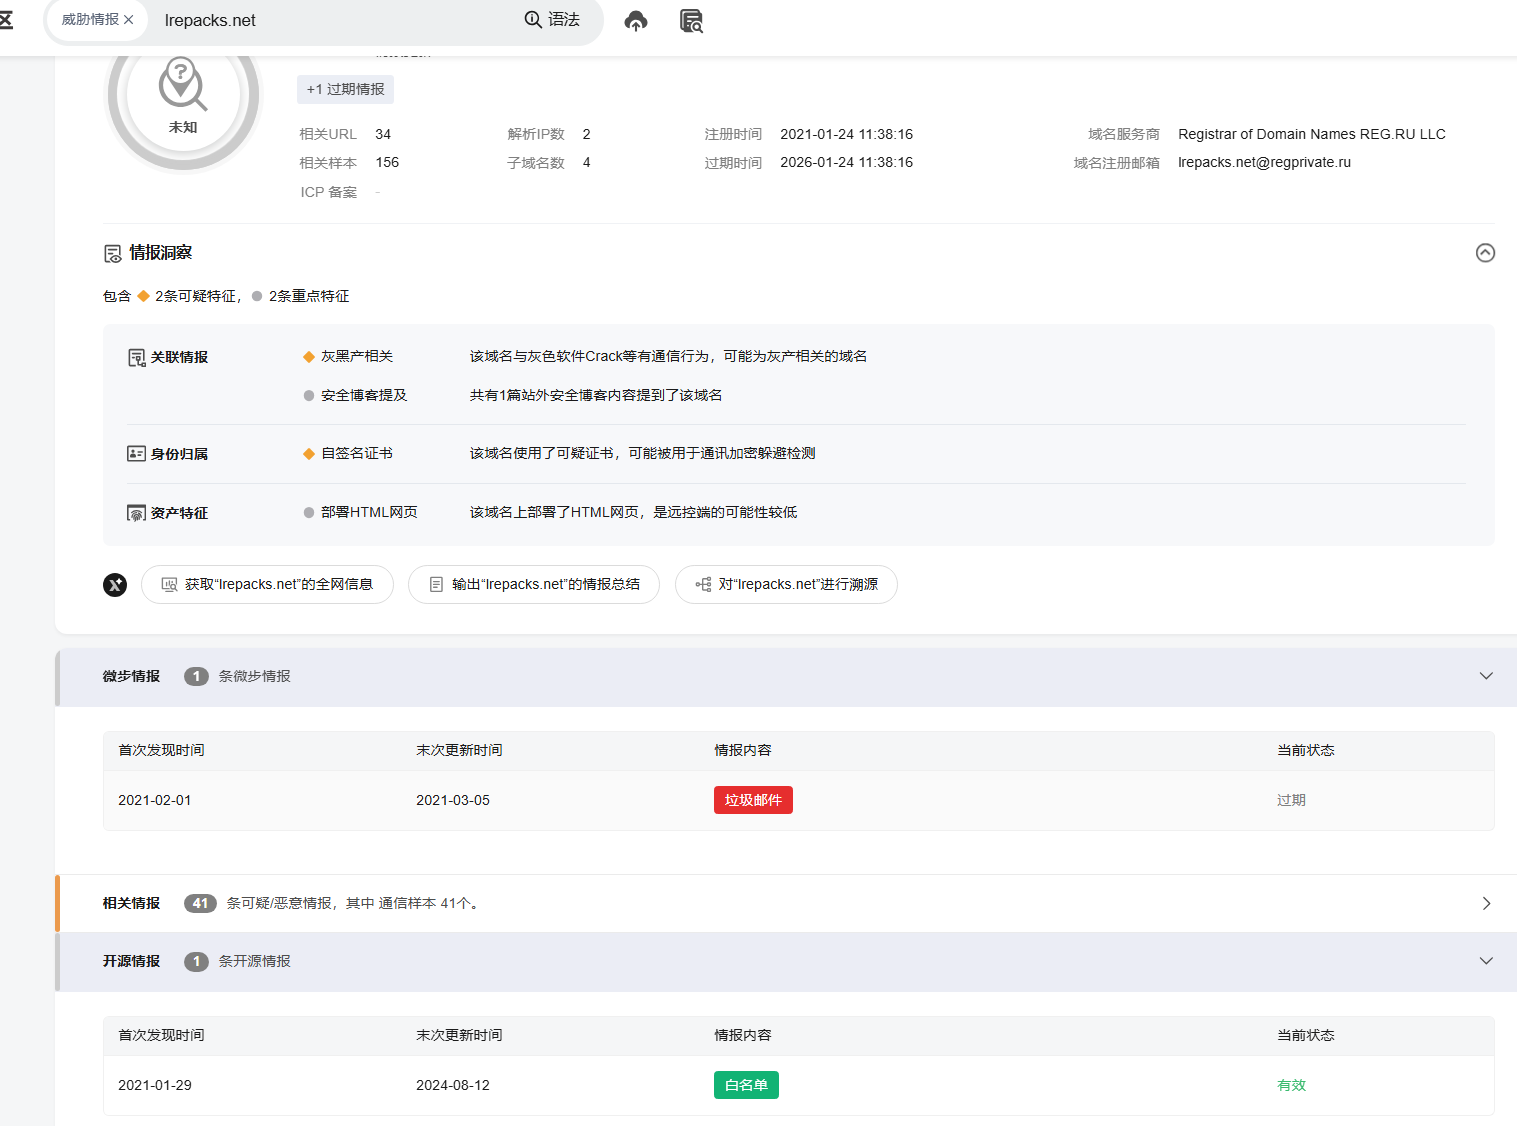 区
威胁情报 ×
lrepacks.net
语法
未知
+1 过期情报
相关URL 34 解析IP数 2 注册时间 2021-01-24 11:38:16 域名服务商 Registrar of Domain Names REG.RU LLC
相关样本 156 子域名数 4 过期时间 2026-01-24 11:38:16 域名注册邮箱 lrepacks.net@regprivate.ru
ICP 备案 -
情报洞察
包含 2条可疑特征， 2条重点特征
关联情报 灰黑产相关 该域名与灰色软件Crack等有通信行为，可能为灰产相关的域名
安全博客提及 共有1篇站外安全博客内容提到了该域名
身份归属 自签名证书 该域名使用了可疑证书，可能被用于通讯加密躲避检测
资产特征 部署HTML网页 该域名上部署了HTML网页，是远控端的可能性较低
X 获取“lrepacks.net”的全网信息 输出“lrepacks.net”的情报总结 对“lrepacks.net”进行溯源
微步情报 1 条微步情报
首次发现时间 末次更新时间 情报内容 当前状态
2021-02-01 2021-03-05 垃圾邮件 过期
相关情报 41 条可疑/恶意情报，其中 通信样本 41个。
开源情报 1 条开源情报
首次发现时间 末次更新时间 情报内容 当前状态
2021-01-29 2024-08-12 白名单 有效